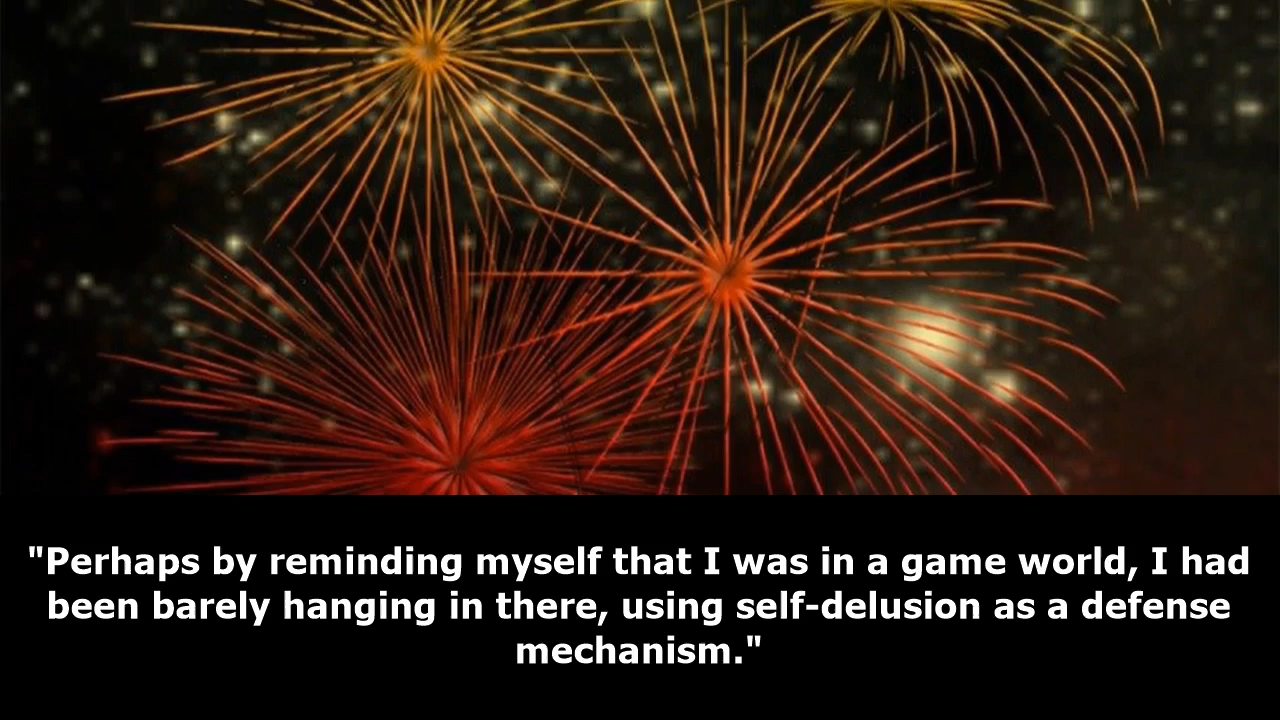 "Perhaps by reminding myself that I was in a game world, I had
been barely hanging in there, using self-delusion as a defense
mechanism."